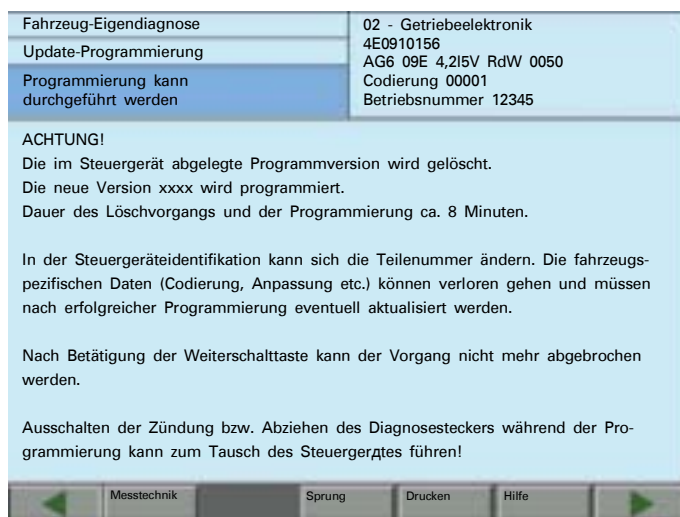 Fahrzeug-Eigendiagnose
Update-Programmierung
Programmierung kann
durchgeführt werden
02 - Getriebeelektronik
4E0910156
AG6 09E 4,2l5V RdW 0050
Codierung 00001
Betriebsnummer 12345
ACHTUNG!
Die im Steuergerät abgelegte Programmversion wird gelöscht.
Die neue Version xxxx wird programmiert.
Dauer des Löschvorgangs und der Programmierung ca. 8 Minuten.
In der Steuergeräteidentifikation kann sich die Teilenummer ändern. Die fahrzeugs-
pezifischen Daten (Codierung, Anpassung etc.) können verloren gehen und müssen
nach erfolgreicher Programmierung eventuell aktualisiert werden.
Nach Betätigung der Weiterschalttaste kann der Vorgang nicht mehr abgebrochen
werden.
Ausschalten der Zündung bzw. Abziehen des Diagnosesteckers während der Pro-
grammierung kann zum Tausch des Steuergerдtes führen!
Messtechnik
Sprung
Drucken
Hilfe